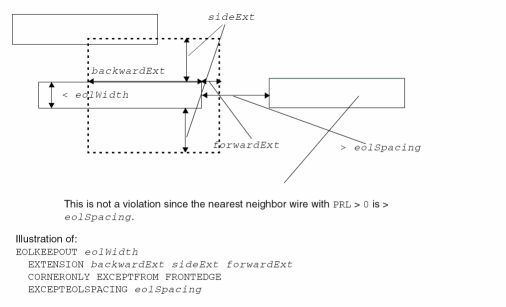 sideExt
backwardExt
< eolWidth
forwardExt
> eolSpacing
This is not a violation since the nearest neighbor wire with PRL > 0 is >
eolSpacing.
Illustration of:
EOLKEEPOUT eolWidth
EXTENSION backwardExt sideExt forwardExt
CORNERONLY EXCEPTFROM FRONTEDGE
EXCEPTEOLSPACING eolSpacing